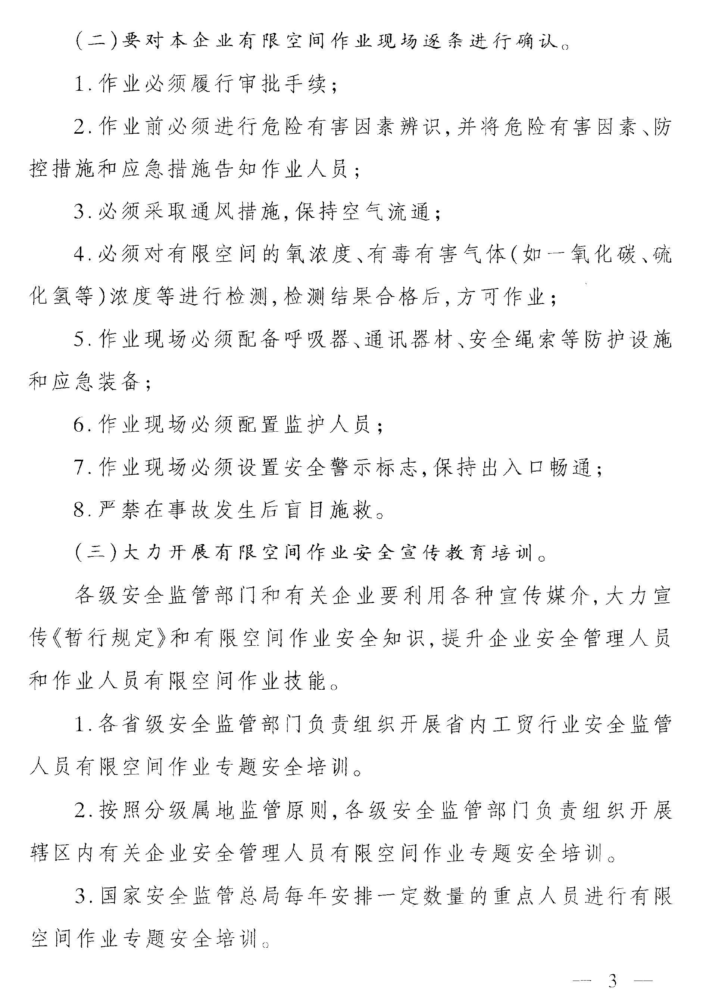 (二)要对本企业有限空间作业现场逐条进行确认。
1.作业必须履行审批手续;
2.作业前必须进行危险有害因素辨识,并将危险有害因素、防
控措施和应急措施告知作业人员;
3.必须采取通风措施,保持空气流通;
4.必须对有限空间的氧浓度、有毒有害气体(如一氧化碳、硫
化氢等)浓度等进行检测,检测结果合格后,方可作业;
5.作业现场必须配备呼吸器、通讯器材、安全绳索等防护设施
和应急装备;
6.作业现场必须配置监护人员;
7.作业现场必须设置安全警示标志,保持出入口畅通;
8.严禁在事故发生后盲目施救。
(三)大力开展有限空间作业安全宣传教育培训。
各级安全监管部门和有关企业要利用各种宣传媒介,大力宣
传《暂行规定》和有限空间作业安全知识,提升企业安全管理人员
和作业人员有限空间作业技能。
1.各省级安全监管部门负责组织开展省内工贸行业安全监管
人员有限空间作业专题安全培训。
2.按照分级属地监管原则,各级安全监管部门负责组织开展
辖区内有关企业安全管理人员有限空间作业专题安全培训。
3.国家安全监管总局每年安排一定数量的重点人员进行有限
空间作业专题安全培训。
— 3 —